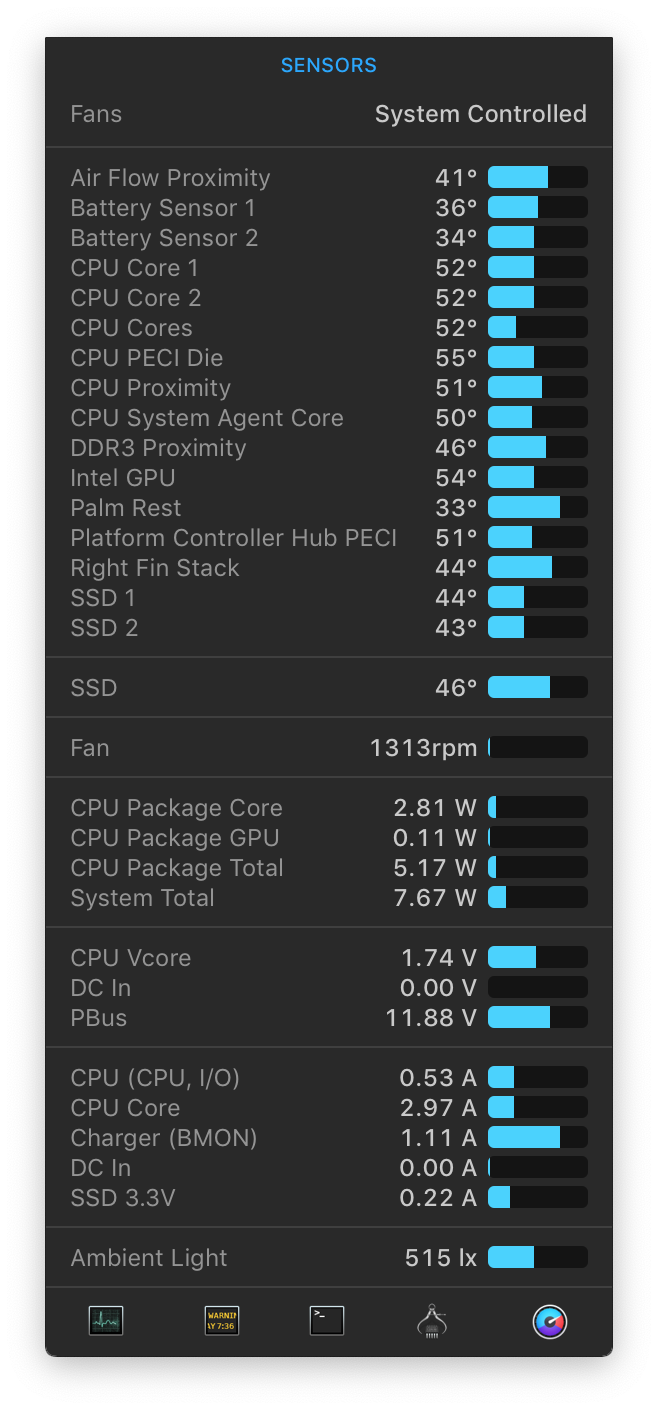 SENSORS
Fans System Controlled
Air Flow Proximity 41°
Battery Sensor 1 36°
Battery Sensor 2 34°
CPU Core 1 52°
CPU Core 2 52°
CPU Cores 52°
CPU PECI Die 55°
CPU Proximity 51°
CPU System Agent Core 50°
DDR3 Proximity 46°
Intel GPU 54°
Palm Rest 33°
Platform Controller Hub PECI 51°
Right Fin Stack 44°
SSD 1 44°
SSD 2 43°
SSD 46°
Fan 1313rpm
CPU Package Core 2.81 W
CPU Package GPU 0.11 W
CPU Package Total 5.17 W
System Total 7.67 W
CPU Vcore 1.74 V
DC In 0.00 V
PBus 11.88 V
CPU (CPU, I/O) 0.53 A
CPU Core 2.97 A
Charger (BMON) 1.11 A
DC In 0.00 A
SSD 3.3V 0.22 A
Ambient Light 515 lx
WARNIN
AY 7:36
>_